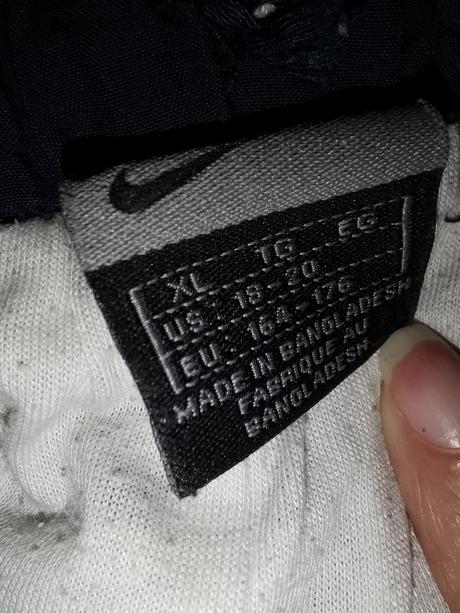 XL TG EG
US 18-20
EU 164-176
MADE IN BANGLADESH
FABRIQUE AU
BANGLADESH